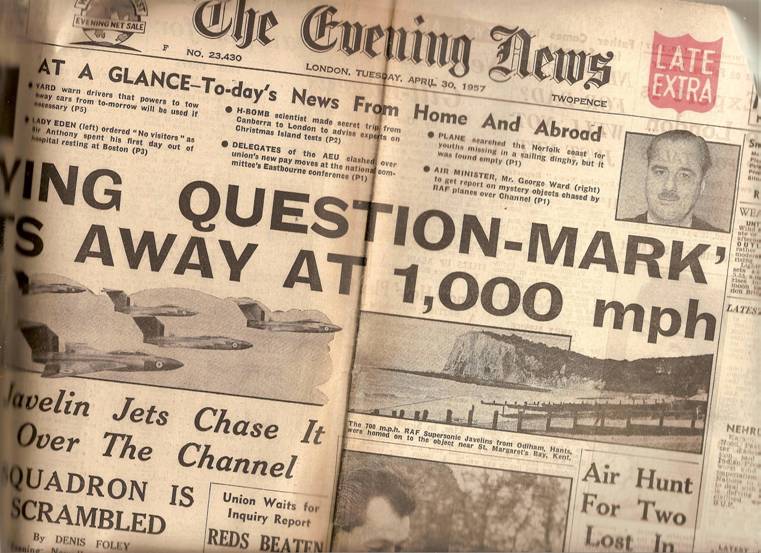 EVENING NET SALE
The Evening News
F NO. 23,430
LONDON, TUESDAY, APRIL 30, 1957
TWOPENCE
LATE
EXTRA
AT A GLANCE—To-day's News From Home And Abroad
YARD warn drivers that powers to tow
away cars from to-morrow will be used if
necessary (P5)
LADY EDEN (left) ordered "No visitors" as
Sir Anthony spent his first day out of
hospital resting at Boston (P3)
H-BOMB scientist made secret trip from
Canberra to London to advise experts on
Christmas Island tests (P2)
DELEGATES of the AEU clashed over
union's new pay moves at the national com-
mittee's Eastbourne conference (P1)
PLANE searched the Norfolk coast for
youths missing in a sailing dinghy, but it
was found empty (P1)
AIR MINISTER, Mr. George Ward (right)
to get report on mystery objects chased by
RAF planes over Channel (P1)
YING QUESTION-MARK'
S AWAY AT 1,000 mph
The 700 m.p.h. RAF Supersonic Javelins from Odiham, Hants,
were homed on to the object near St. Margaret's Bay, Kent.
Javelin Jets Chase It
Over The Channel
SQUADRON IS
SCRAMBLED
By DENIS FOLEY
Union Waits for
Inquiry Report
REDS BEATEN
Air Hunt
For Two
Lost In
LATEST
NEHRU